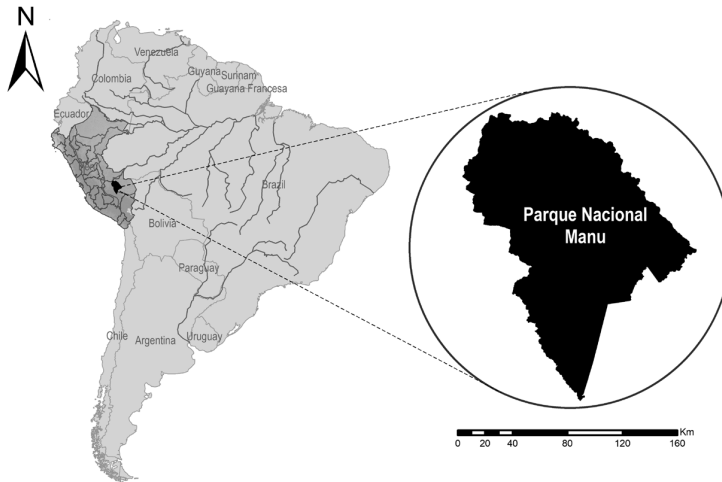 N
Venezuela
Guyana
Surinam
Guayana Francesa
Colombia
Ecuador
Brazil
Bolivia
Paraguay
Chile
Argentina
Uruguay
Parque Nacional
Manu
Km
0 20 40 80 120 160